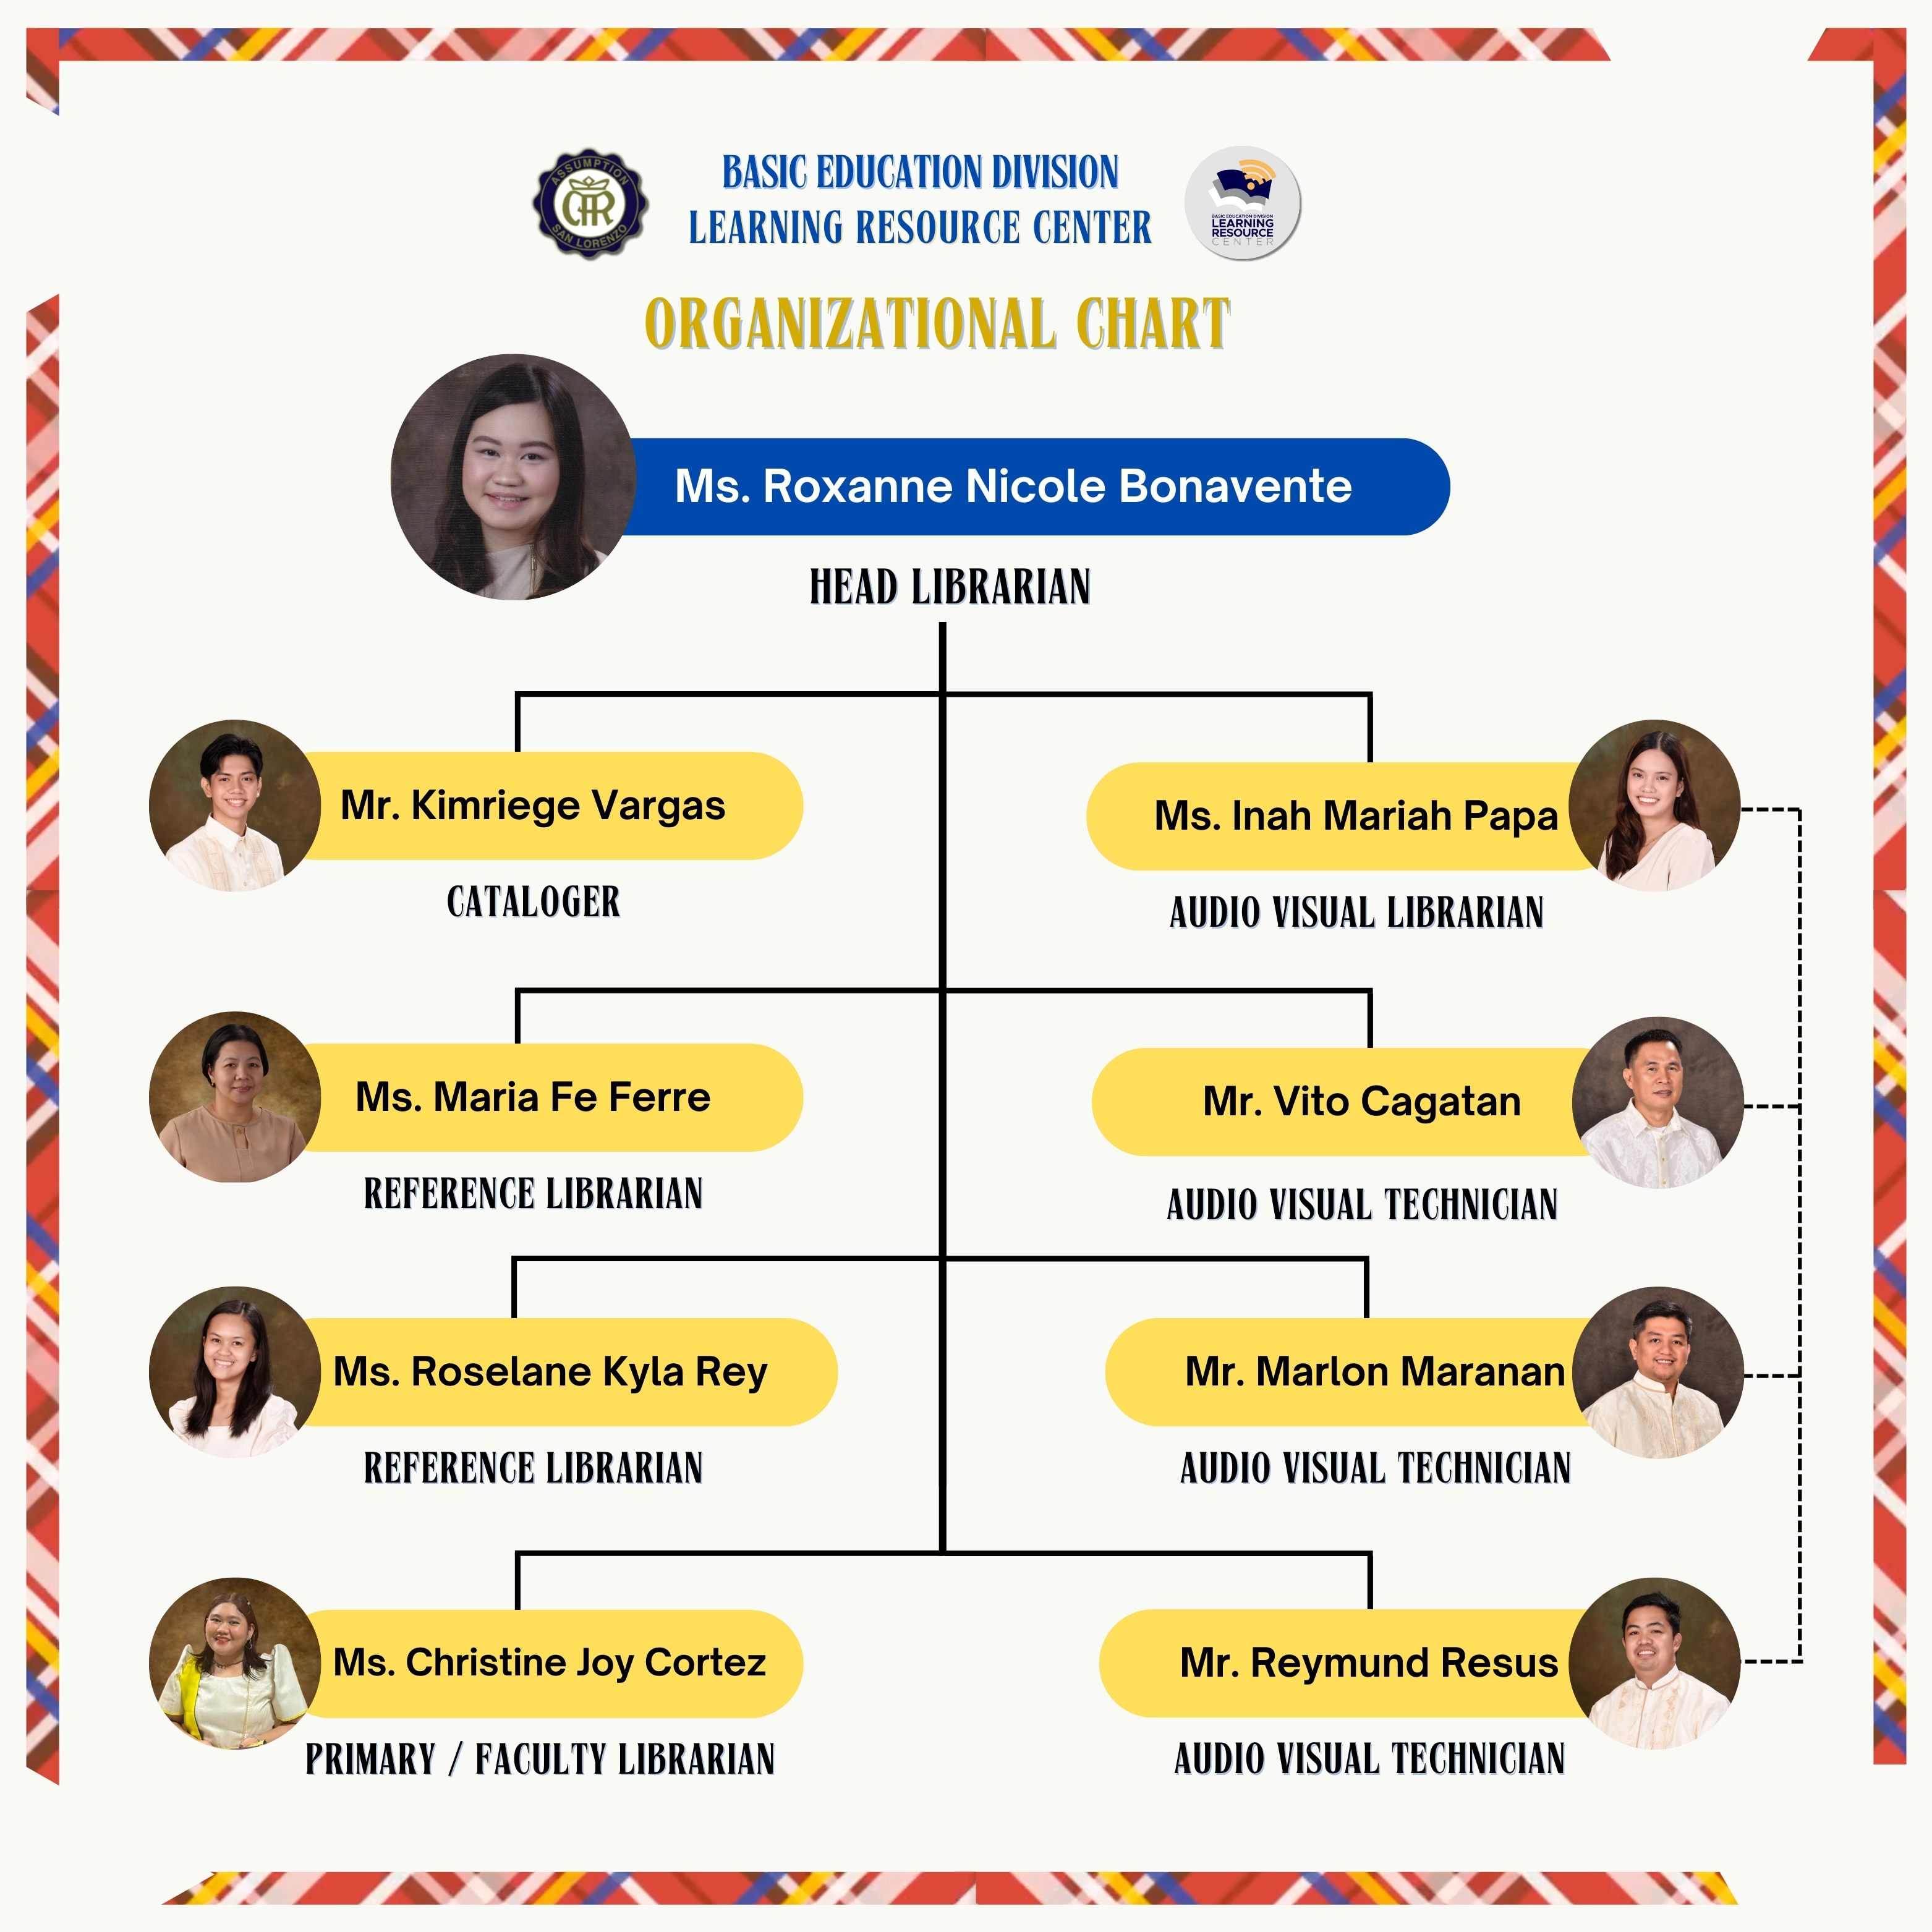 ASSUMPTION
SAN LORENZO
BASIC EDUCATION DIVISION
LEARNING RESOURCE CENTER
BASIC EDUCATION DIVISION
LEARNING
RESOURCE
CENTER
ORGANIZATIONAL CHART
Ms. Roxanne Nicole Bonavente
HEAD LIBRARIAN
Mr. Kimriege Vargas
CATALOGER
Ms. Inah Mariah Papa
AUDIO VISUAL LIBRARIAN
Ms. Maria Fe Ferre
REFERENCE LIBRARIAN
Mr. Vito Cagatan
AUDIO VISUAL TECHNICIAN
Ms. Roselane Kyla Rey
REFERENCE LIBRARIAN
Mr. Marlon Maranan
AUDIO VISUAL TECHNICIAN
Ms. Christine Joy Cortez
PRIMARY / FACULTY LIBRARIAN
Mr. Reymund Resus
AUDIO VISUAL TECHNICIAN